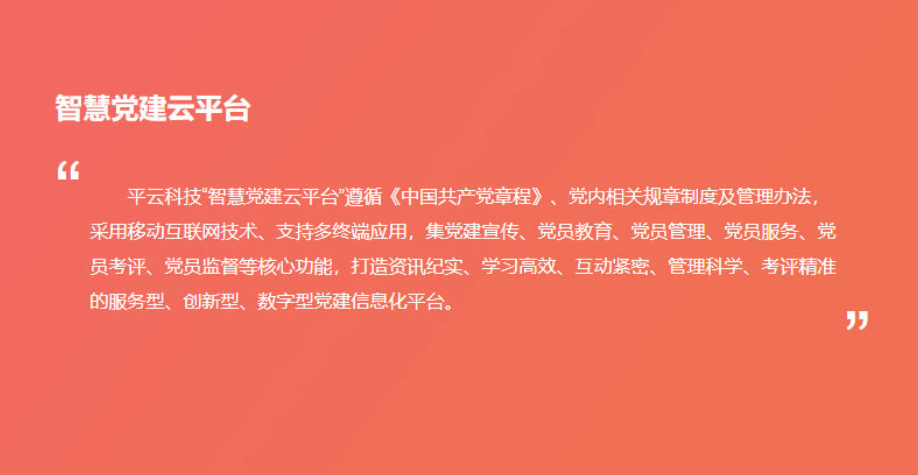 智慧党建云平台
“
平云科技“智慧党建云平台”遵循《中国共产党章程》、党内相关规章制度及管理办法，
采用移动互联网技术、支持多终端应用，集党建宣传、党员教育、党员管理、党员服务、党
员考评、党员监督等核心功能，打造资讯纪实、学习高效、互动紧密、管理科学、考评精准
的服务型、创新型、数字型党建信息化平台。
”